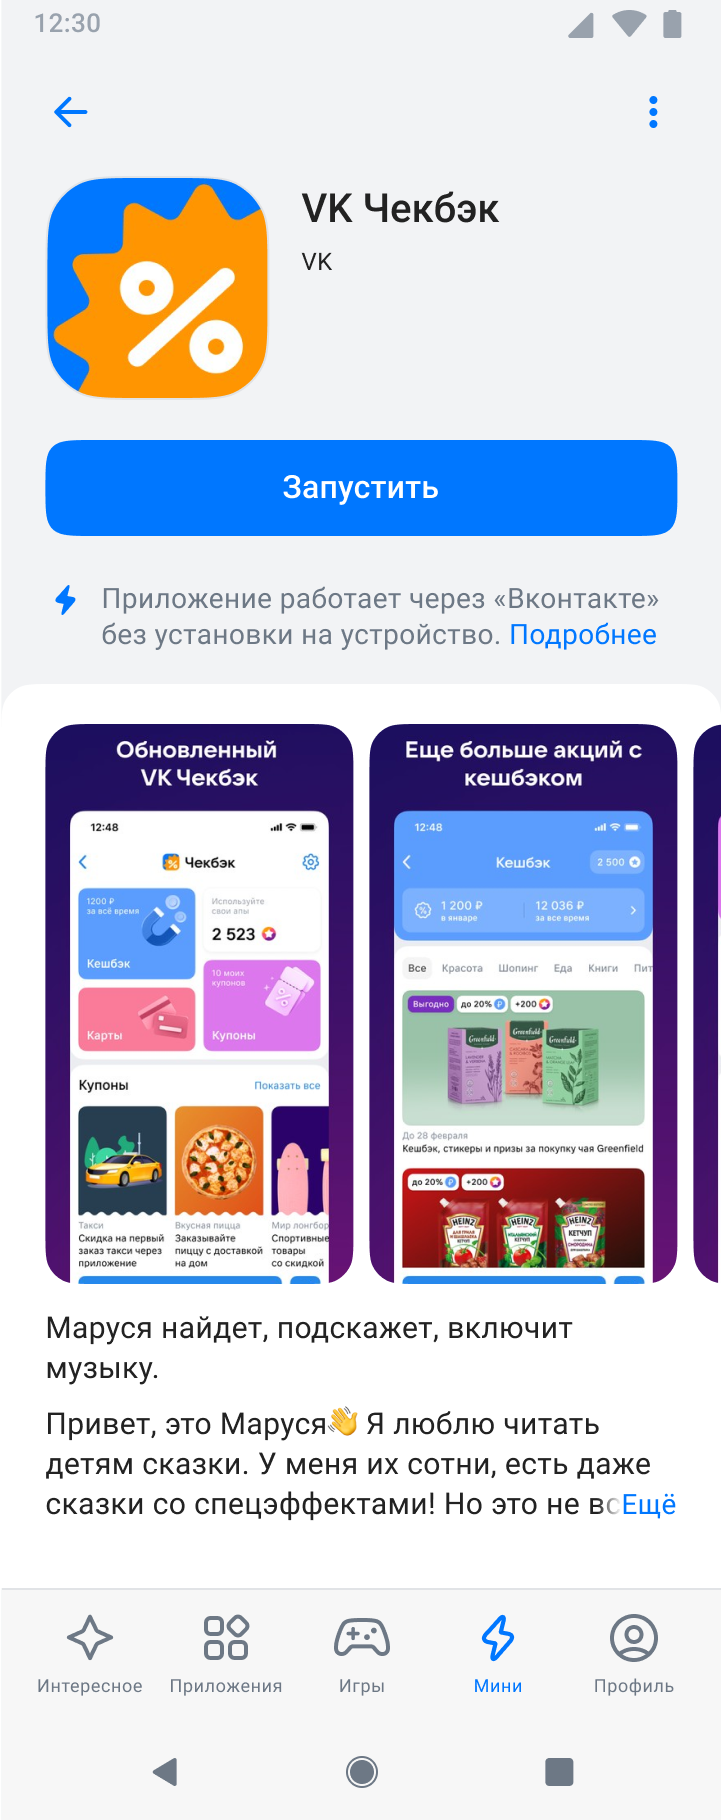 12:30
VK Чекбэк
VK
Запустить
Приложение работает через «Вконтакте»
без установки на устройство. Подробнее
Обновленный
VK Чекбэк
12:48
Чекбэк
1200 ₽
за всё время
Кешбэк
Используйте
свои апы
2 523
Карты
10 моих
купонов
Купоны
Купоны
Показать все
Такси
Скидка на первый
заказ такси через
приложение
Вкусная пицца
Заказывайте
пиццу с доставкой
на дом
Мир лонгбор
Спортивные
товары
со скидкой
Еще больше акций с
кешбэком
12:48
Кешбэк
2 500
1 200 ₽
в январе
12 036 ₽
за все время
Все Красота Шопинг Еда Книги Пит
Выгодно до 20% ₽ +200
Greenfield
Greenfield
Greenfield
До 28 февраля
Кешбэк, стикеры и призы за покупку чая Greenfield
до 20% ₽ +200
HEINZ
HEINZ
ИТАЛЬЯНСКИЙ
КЕТЧУП
HEINZ
КЕТЧУП
Маруся найдет, подскажет, включит
музыку.
Привет, это Маруся👋 Я люблю читать
детям сказки. У меня их сотни, есть даже
сказки со спецэффектами! Но это не вс Ещё
Интересное Приложения Игры Мини Профиль